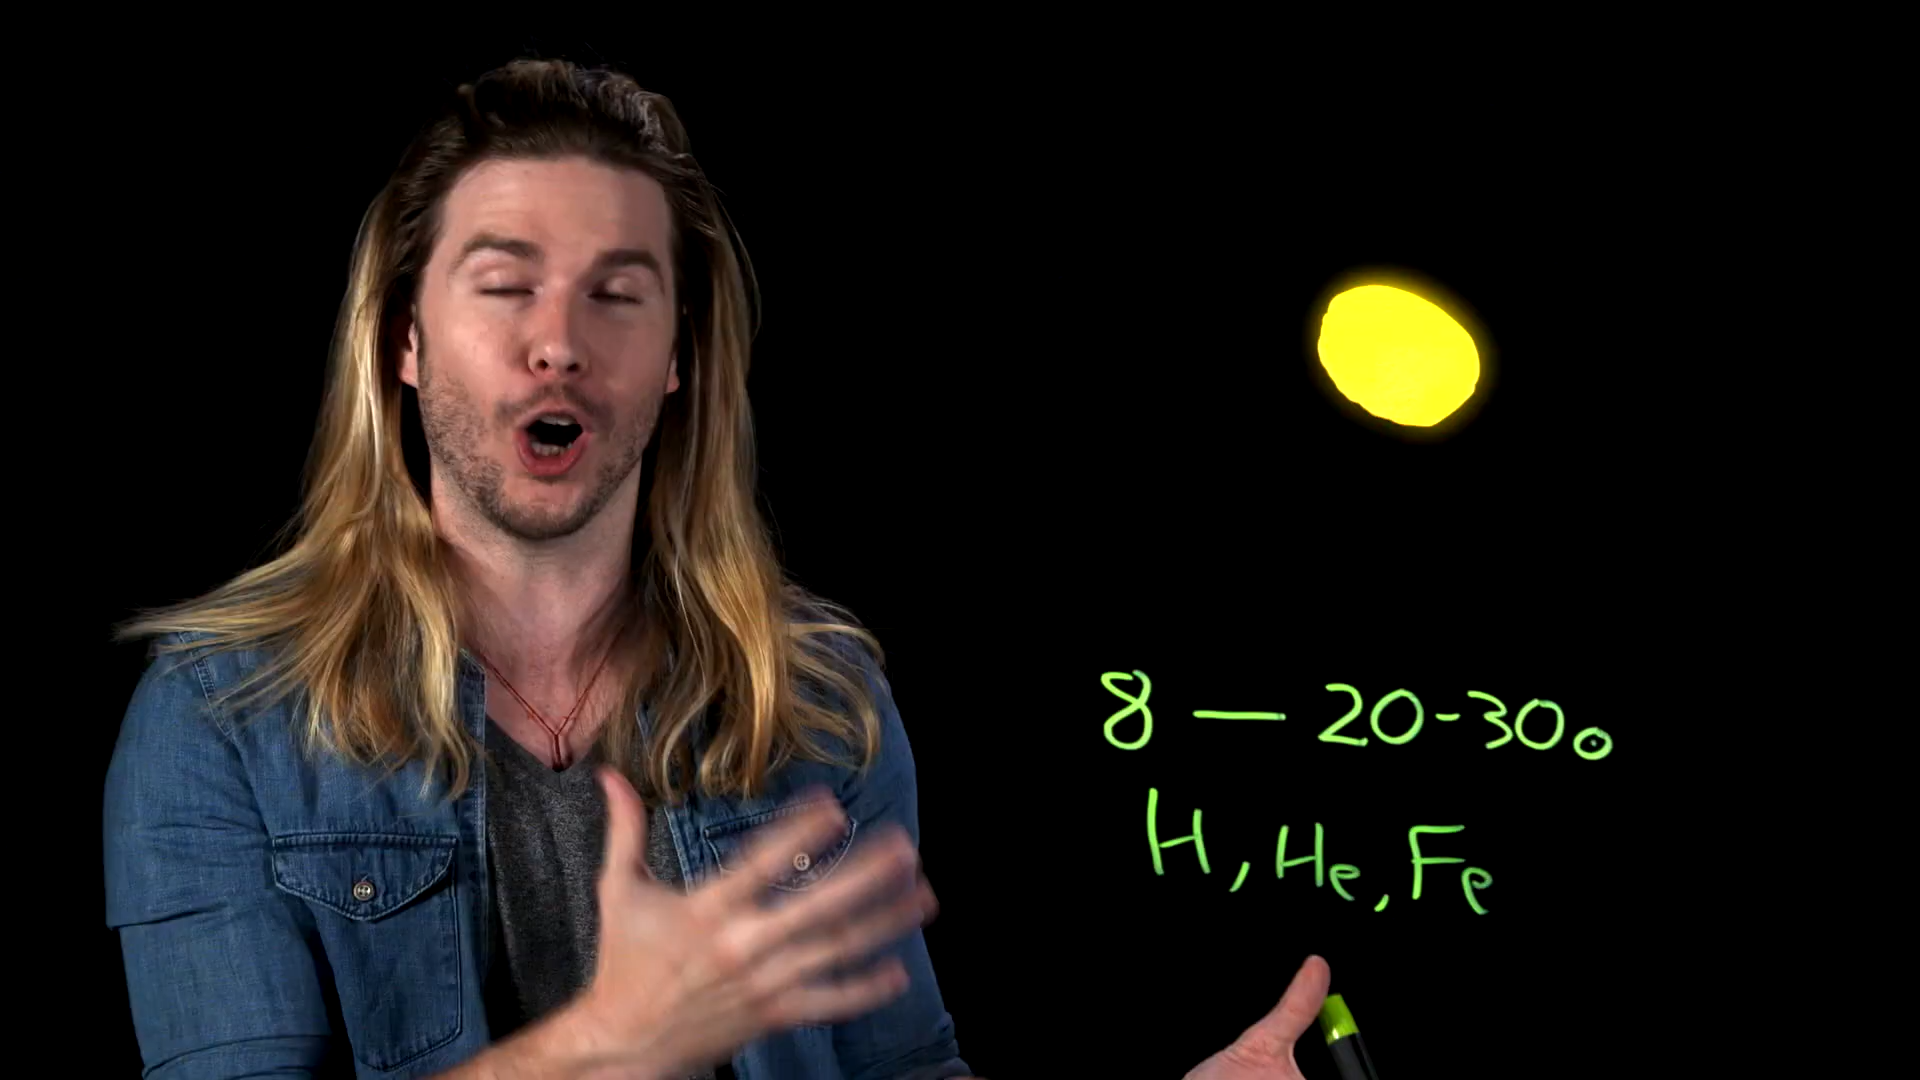 8 — 20-30⊙
H, He, Fe